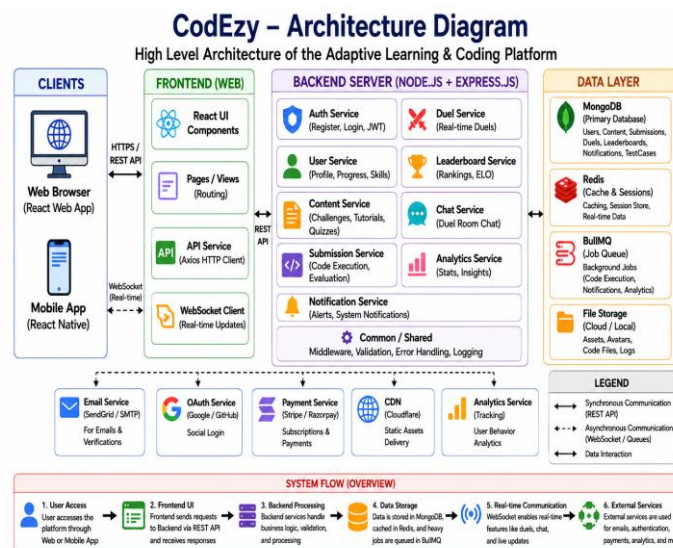 CodEzy – Architecture Diagram
High Level Architecture of the Adaptive Learning & Coding Platform
CLIENTS
Web Browser
(React Web App)
Mobile App
(React Native)
HTTPS /
REST API
WebSocket
(Real-time)
FRONTEND (WEB)
React UI
Components
Pages / Views
(Routing)
API
API Service
(Axios HTTP Client)
WebSocket Client
(Real-time Updates)
REST
API
BACKEND SERVER (NODE.JS + EXPRESS.JS)
Auth Service
(Register, Login, JWT)
Duel Service
(Real-time Duels)
User Service
(Profile, Progress, Skills)
Leaderboard Service
(Rankings, ELO)
Content Service
(Challenges, Tutorials,
Quizzes)
Chat Service
(Duel Room Chat)
Submission Service
(Code Execution,
Evaluation)
Analytics Service
(Stats, Insights)
Notification Service
(Alerts, System Notifications)
Common / Shared
Middleware, Validation, Error Handling, Logging
DATA LAYER
MongoDB
(Primary Database)
Users, Content, Submissions,
Duels, Leaderboards,
Notifications, TestCases
Redis
(Cache & Sessions)
Caching, Session Store,
Real-time Data
BullMQ
(Job Queue)
Background Jobs
(Code Execution,
Notifications, Analytics)
File Storage
(Cloud / Local)
Assets, Avatars,
Code Files, Logs
Email Service
(SendGrid / SMTP)
For Emails &
Verifications
OAuth Service
(Google / GitHub)
Social Login
Payment Service
(Stripe / Razorpay)
Subscriptions &
Payments
CDN
(Cloudflare)
Static Assets
Delivery
Analytics Service
(Tracking)
User Behavior
Analytics
LEGEND
Synchronous Communication
(REST API)
Asynchronous Communication
(WebSocket / Queues)
Data Interaction
SYSTEM FLOW (OVERVIEW)
1. User Access
User accesses the
platform through
Web or Mobile App
2. Frontend UI
Frontend sends requests
to Backend via REST API
and receives responses
3. Backend Processing
Backend services handle
business logic, validation,
and processing
4. Data Storage
Data is stored in MongoDB,
cached in Redis, and heavy
jobs are queued in BullMQ
5. Real-time Communication
WebSocket enables real-time
features like duels, chat,
and live updates
6. External Services
External services are used
for emails, authentication,
payments, analytics, and